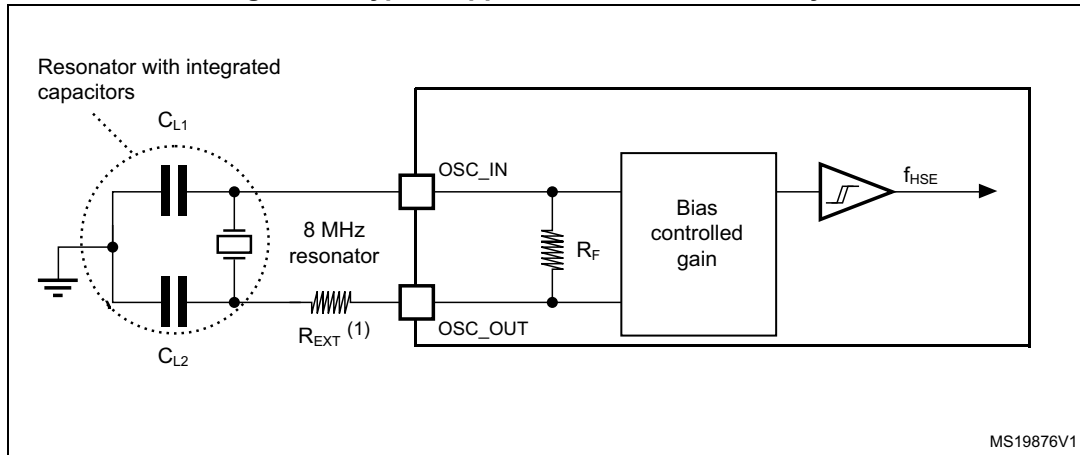 Resonator with integrated
capacitors
CL1
OSC_IN
fHSE
8 MHz
resonator
RF
Bias
controlled
gain
REXT (1)
OSC_OUT
CL2
MS19876V1